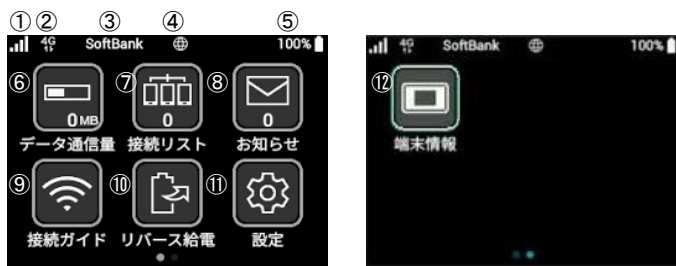 ① ② ③ ④ ⑤
4G SoftBank 100%
4G SoftBank 100%
⑥ ⑦ ⑧
0MB 0 0
データ通信量 接続リスト お知らせ
⑨ ⑩ ⑪
接続ガイド リバース給電 設定
⑫
端末情報